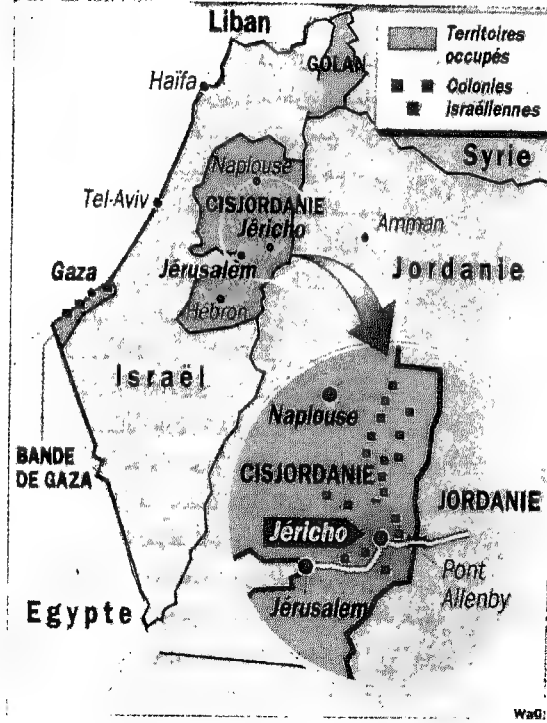 Liban
GOLAN
Territoires
occupés
Colonies
israéliennes
Haïfa
Syrie
Naplouse
Tel-Aviv
CISJORDANIE
Jéricho
Amman
Gaza
Jérusalem
Jordanie
Hébron
Israël
Naplouse
BANDE
DE GAZA
CISJORDANIE
JORDANIE
Jéricho
Pont
Allenby
Jérusalem
Egypte